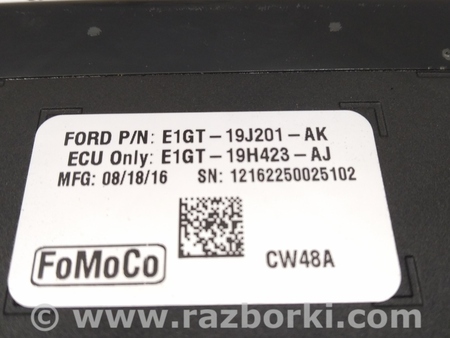 FORD P/N: E1GT-19J201-AK
ECU Only: E1GT-19H423-AJ
MFG: 08/18/16 SN: 12162250025102
FoMoCo
CW48A
www.razborki.com